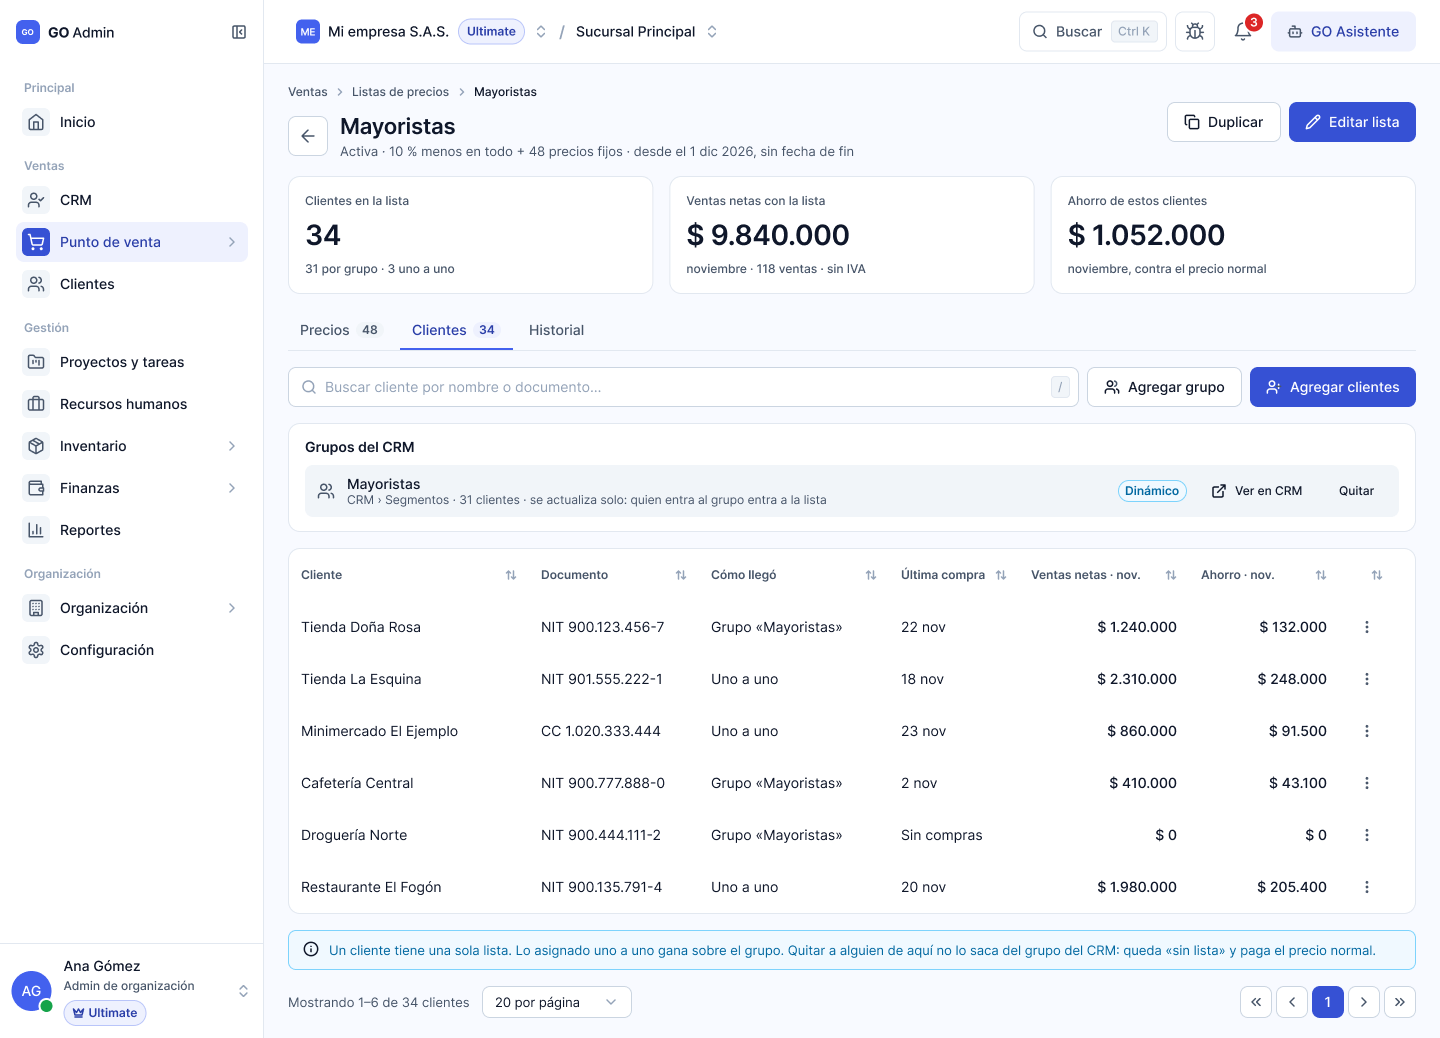 GO GO Admin
Principal
Inicio
Ventas
CRM
Punto de venta
Clientes
Gestión
Proyectos y tareas
Recursos humanos
Inventario
Finanzas
Reportes
Organización
Organización
Configuración
AG
Ana Gómez
Admin de organización
Ultimate
ME Mi empresa S.A.S. Ultimate / Sucursal Principal
Buscar Ctrl K
3
GO Asistente
Ventas > Listas de precios > Mayoristas
Mayoristas
Activa · 10 % menos en todo + 48 precios fijos · desde el 1 dic 2026, sin fecha de fin
Duplicar
Editar lista
Clientes en la lista
34
31 por grupo · 3 uno a uno
Ventas netas con la lista
$ 9.840.000
noviembre · 118 ventas · sin IVA
Ahorro de estos clientes
$ 1.052.000
noviembre, contra el precio normal
Precios 48 Clientes 34 Historial
Buscar cliente por nombre o documento... /
Agregar grupo
Agregar clientes
Grupos del CRM
Mayoristas
CRM › Segmentos · 31 clientes · se actualiza solo: quien entra al grupo entra a la lista
Dinámico Ver en CRM Quitar
Cliente Documento Cómo llegó Última compra Ventas netas · nov. Ahorro · nov.
Tienda Doña Rosa NIT 900.123.456-7 Grupo «Mayoristas» 22 nov $ 1.240.000 $ 132.000
Tienda La Esquina NIT 901.555.222-1 Uno a uno 18 nov $ 2.310.000 $ 248.000
Minimercado El Ejemplo CC 1.020.333.444 Uno a uno 23 nov $ 860.000 $ 91.500
Cafetería Central NIT 900.777.888-0 Grupo «Mayoristas» 2 nov $ 410.000 $ 43.100
Droguería Norte NIT 900.444.111-2 Grupo «Mayoristas» Sin compras $ 0 $ 0
Restaurante El Fogón NIT 900.135.791-4 Uno a uno 20 nov $ 1.980.000 $ 205.400
Un cliente tiene una sola lista. Lo asignado uno a uno gana sobre el grupo. Quitar a alguien de aquí no lo saca del grupo del CRM: queda «sin lista» y paga el precio normal.
Mostrando 1–6 de 34 clientes 20 por página
« ‹ 1 › »